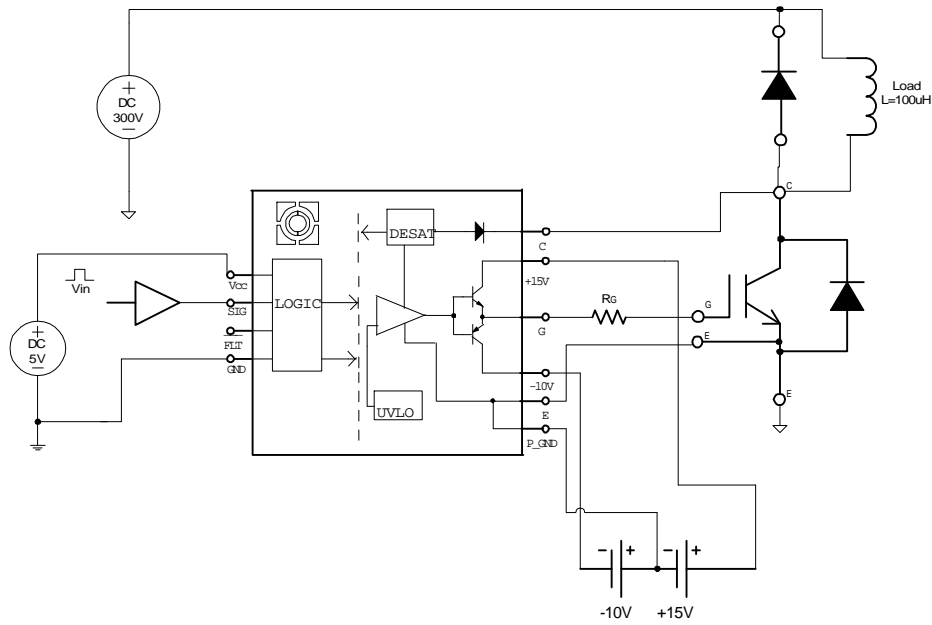 DC
300V
Load
L=100uH
C
DESAT
C
+15V
Vin
Vcc
LOGIC
SIG
RG
G
G
DC
5V
FLT
E
GND
-10V
UVLO
E
E
P_GND
-10V
+15V